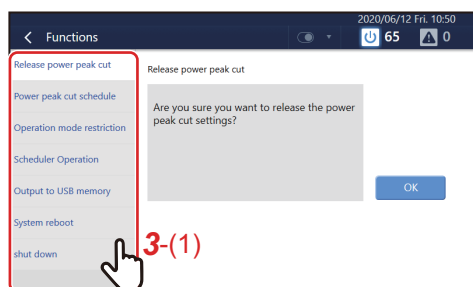 2020/06/12 Fri. 10:50
Functions
65
0
Release power peak cut
Power peak cut schedule
Operation mode restriction
Scheduler Operation
Output to USB memory
System reboot
shut down
Release power peak cut
Are you sure you want to release the power
peak cut settings?
OK
3-(1)